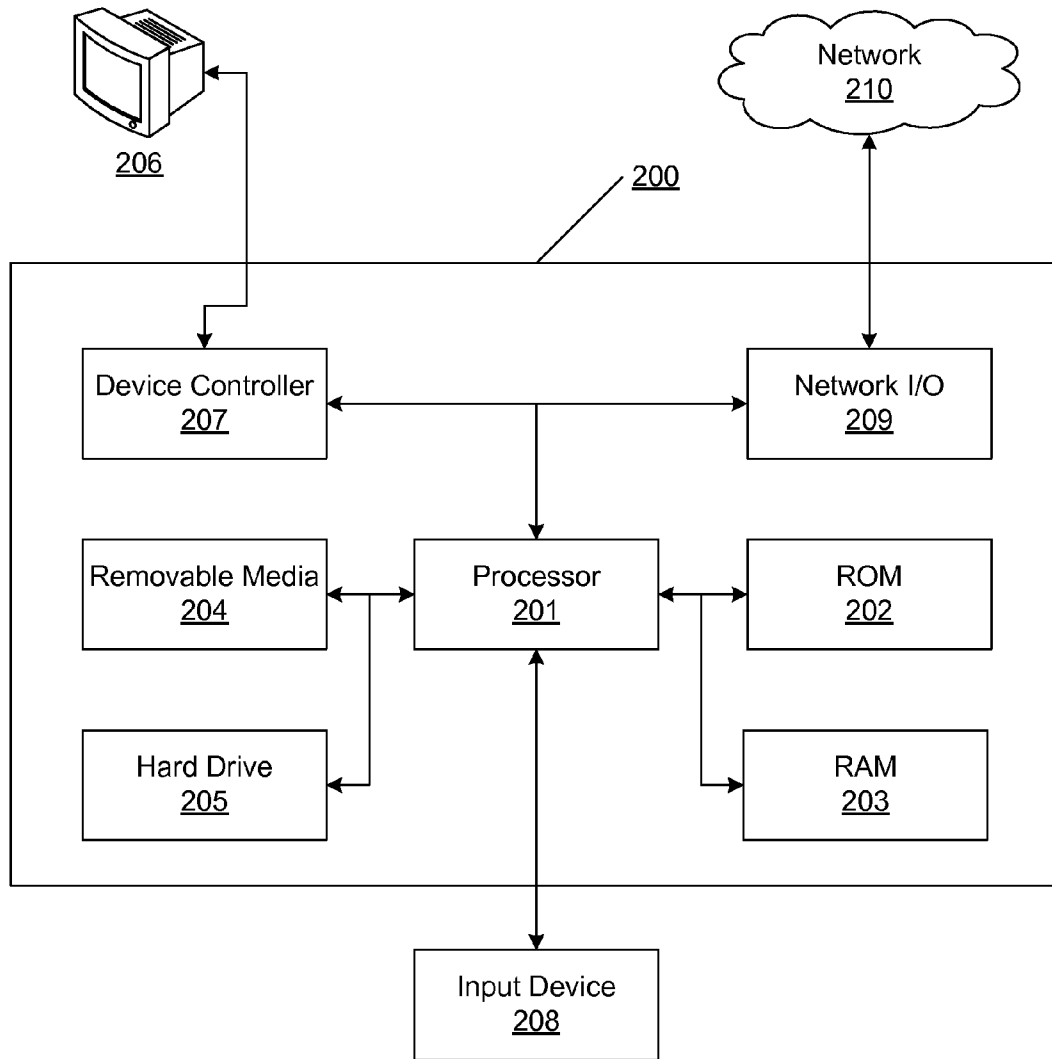 Network
210
206
200
Device Controller
207
Network I/O
209
Removable Media
204
Processor
201
ROM
202
Hard Drive
205
RAM
203
Input Device
208